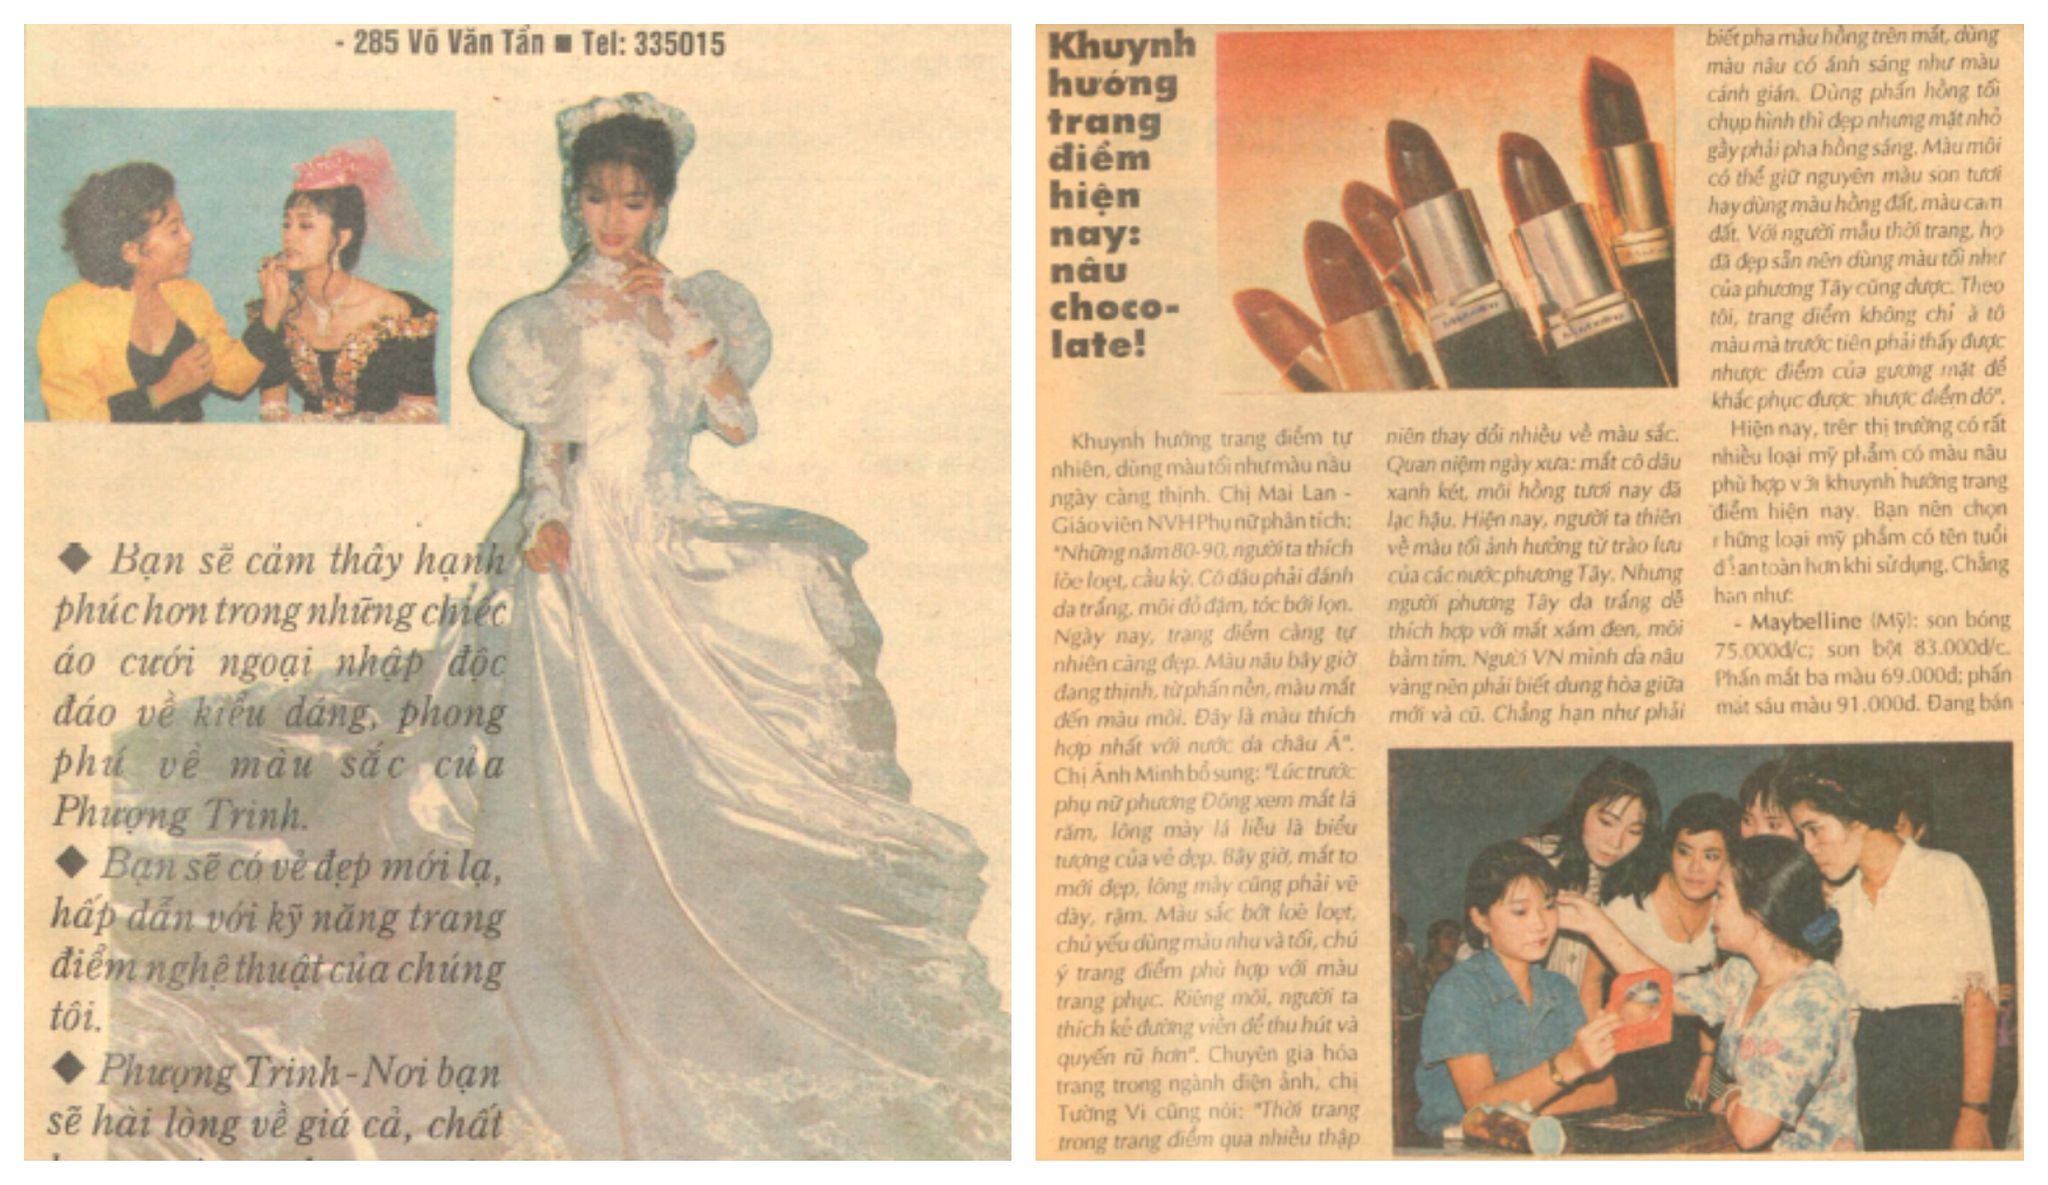 - 285 Võ Văn Tần ■ Tel: 335015
◆ Bạn sẽ cảm thấy hạnh
phúc hơn trong những chiếc
áo cưới ngoại nhập độc
đáo về kiểu dáng, phong
phú về màu sắc của
Phượng Trinh.
◆ Bạn sẽ có vẻ đẹp mới lạ,
hấp dẫn với kỹ năng trang
điểm nghệ thuật của chúng
tôi.
◆ Phượng Trinh - Nơi bạn
sẽ hài lòng về giá cả, chất
Khuynh
hướng
trang
điểm
hiện
nay:
nâu
choco-
late!
Khuynh hướng trang điểm tự
nhiên, dùng màu tối như màu nâu
ngày càng thịnh. Chị Mai Lan -
Giáo viên NVH Phụ nữ phân tích:
"Những năm 80-90, người ta thích
lòe loẹt, cầu kỳ. Cô dâu phải đánh
da trắng, môi đỏ đậm, tóc bới lọn.
Ngày nay, trang điểm càng tự
nhiên càng đẹp. Màu nâu bây giờ
đang thịnh, từ phấn nền, màu mắt
đến màu môi. Đây là màu thích
hợp nhất với nước da châu Á".
Chị Ánh Minh bổ sung: "Lúc trước
phụ nữ phương Đông xem mắt lá
răm, lông mày lá liễu là biểu
tượng của vẻ đẹp. Bây giờ, mắt to
mới đẹp, lông mày cũng phải vẽ
dày, rậm. Màu sắc bớt loè loẹt,
chủ yếu dùng màu nhu và tối, chú
ý trang điểm phù hợp với màu
trang phục. Riêng môi, người ta
thích kẻ đường viền để thu hút và
quyến rũ hơn". Chuyên gia hóa
trang trong ngành điện ảnh, chị
Tường Vi cũng nói: "Thời trang
trong trang điểm qua nhiều thập
niên thay đổi nhiều về màu sắc.
Quan niệm ngày xưa: mắt cô dâu
xanh két, môi hồng tươi nay đã
lạc hậu. Hiện nay, người ta thiên
về màu tối ảnh hưởng từ trào lưu
của các nước phương Tây. Nhưng
người phương Tây da trắng dễ
thích hợp với mắt xám đen, môi
bầm tím. Người VN mình da nâu
vàng nên phải biết dung hòa giữa
mới và cũ. Chẳng hạn như phải
biết pha màu hồng trên mắt, dùng
màu nâu có ánh sáng như màu
cánh gián. Dùng phấn hồng tối
chụp hình thì đẹp nhưng mặt nhỏ
gầy phải pha hồng sáng. Màu môi
có thể giữ nguyên màu son tươi
hay dùng màu hồng đất, màu cam
đất. Với người mẫu thời trang, họ
đã đẹp sẵn nên dùng màu tối như
của phương Tây cũng được. Theo
tôi, trang điểm không chỉ à tô
màu mà trước tiên phải thấy được
nhược điểm của gương mặt để
khắc phục được nhược điểm đó".
Hiện nay, trên thị trường có rất
nhiều loại mỹ phẩm có màu nâu
phù hợp với khuynh hướng trang
điểm hiện nay. Bạn nên chọn
những loại mỹ phẩm có tên tuổi
để an toàn hơn khi sử dụng. Chẳng
hạn như:
- Maybelline (Mỹ): son bóng
75.000đ/c; son bột 83.000đ/c.
Phấn mắt ba màu 69.000đ; phấn
mắt sáu màu 91.000đ. Đang bán